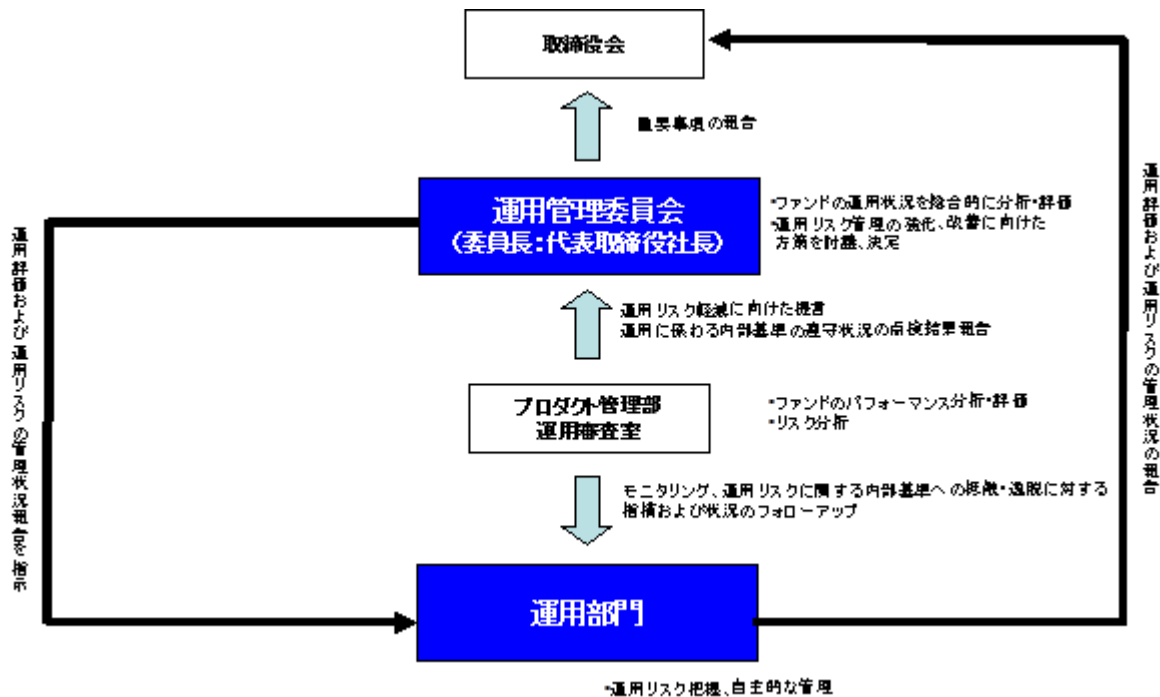 取締役会
重要事項の報告
運用管理委員会
(委員長:代表取締役社長)
・ファンドの運用状況を総合的に分析・評価
・運用リスク管理の強化、改善に向けた
方策を討議、決定
運用リスク軽減に向けた提言
運用に係わる内部基準の遵守状況の点検結果報告
プロダクト管理部
運用審査室
・ファンドのパフォーマンス分析・評価
・リスク分析
モニタリング、運用リスクに関する内部基準への抵触・逸脱に対する
指摘および状況のフォローアップ
運用部門
・運用リスク把握、自主的な管理
運用評価および運用リスクの管理状況報告を指示
運用評価および運用リスクの管理状況の報告